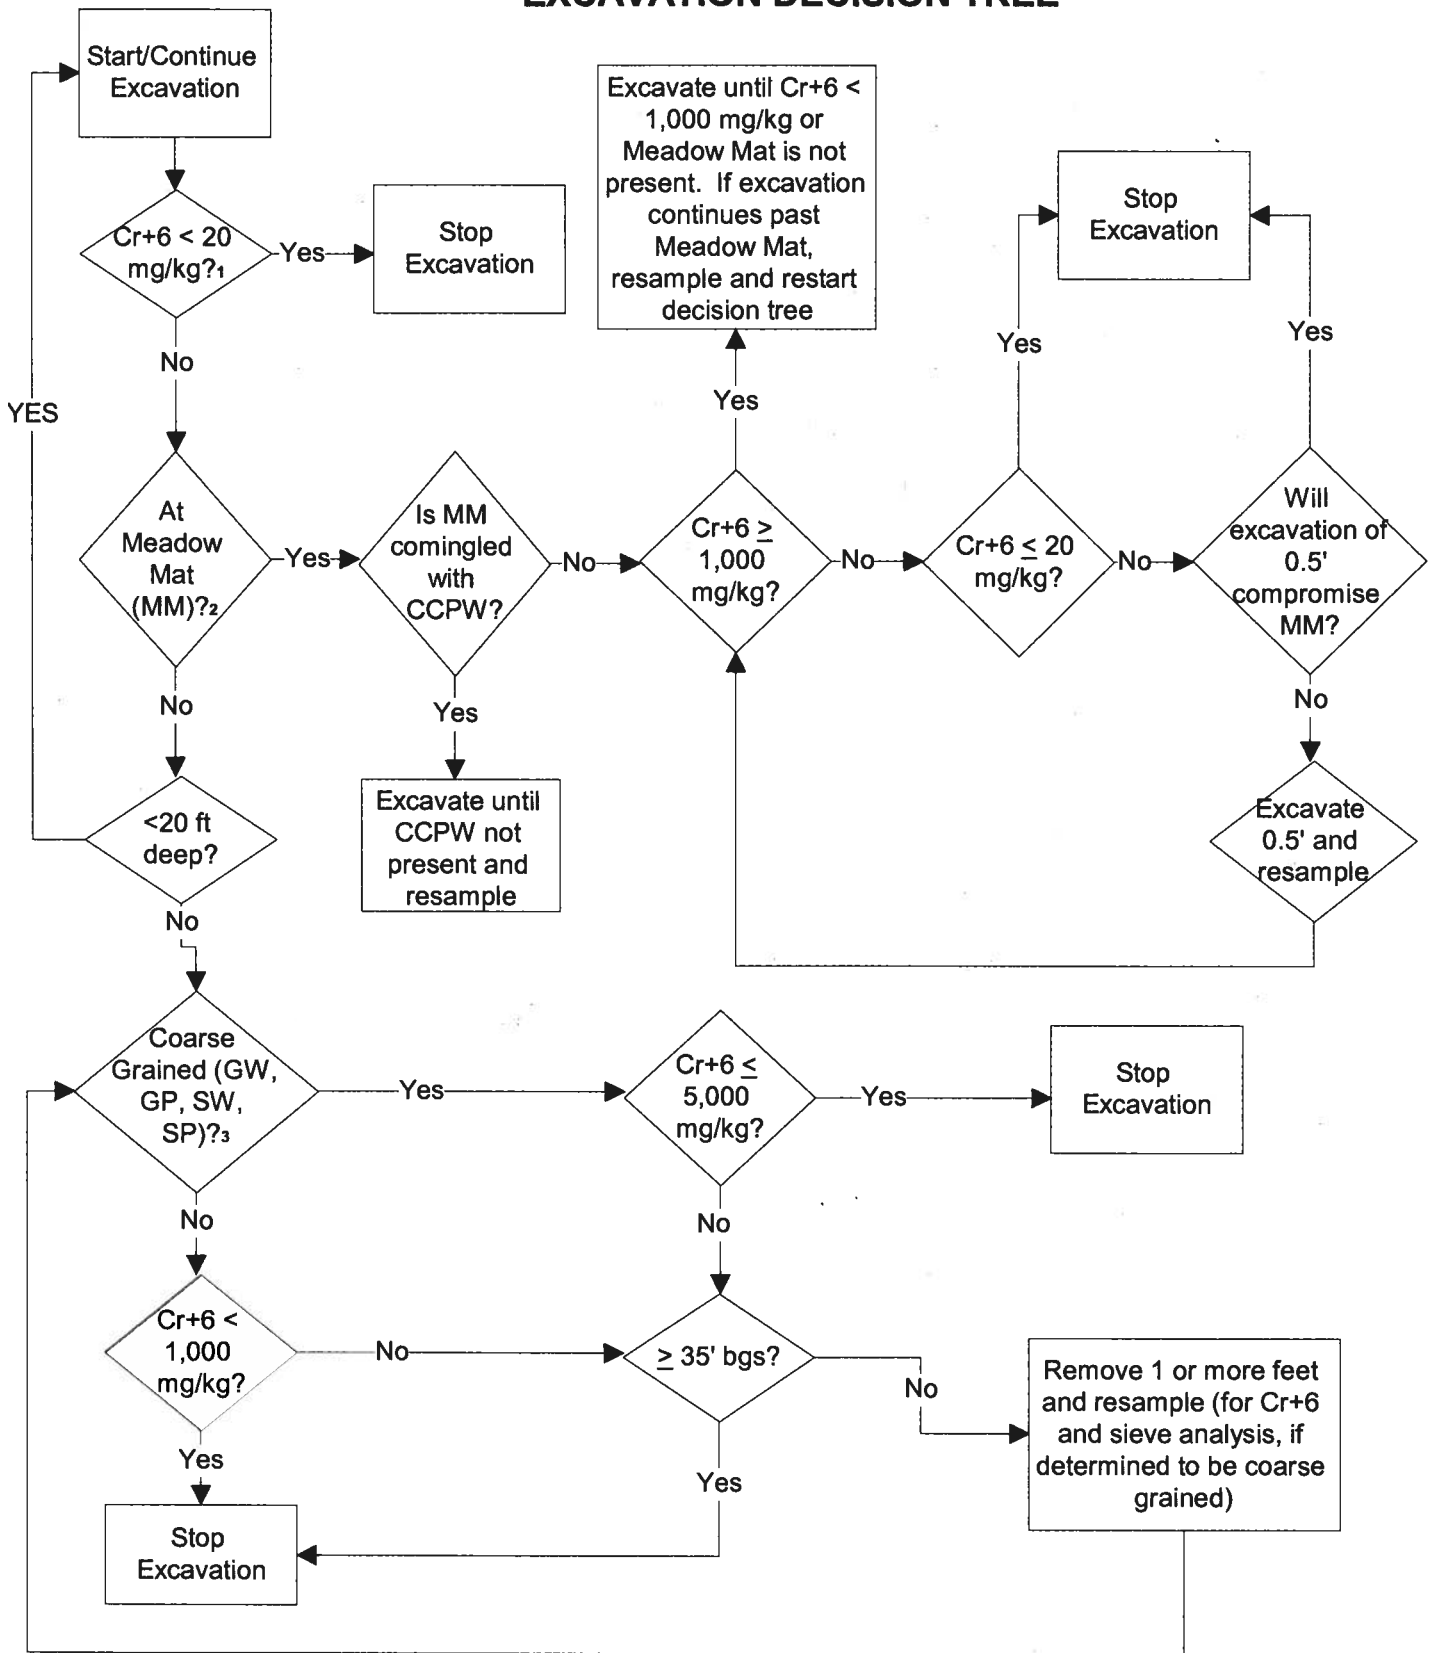 EXCAVATION DECISION TREE
Start/Continue
Excavation
Cr+6 < 20
mg/kg?1
Yes
Stop
Excavation
No
YES
At
Meadow
Mat
(MM)?2
Yes
Is MM
comingled
with
CCPW?
No
Cr+6 ≥
1,000
mg/kg?
Yes
Excavate until Cr+6 <
1,000 mg/kg or
Meadow Mat is not
present. If excavation
continues past
Meadow Mat,
resample and restart
decision tree
No
Cr+6 ≤ 20
mg/kg?
Yes
Stop
Excavation
No
Will
excavation of
0.5'
compromise
MM?
Yes
No
Excavate
0.5' and
resample
Yes
Excavate until
CCPW not
present and
resample
No
<20 ft
deep?
No
Coarse
Grained (GW,
GP, SW,
SP)?3
Yes
Cr+6 ≤
5,000
mg/kg?
Yes
Stop
Excavation
No
No
Cr+6 <
1,000
mg/kg?
No
≥ 35' bgs?
No
Remove 1 or more feet
and resample (for Cr+6
and sieve analysis, if
determined to be coarse
grained)
Yes
Yes
Stop
Excavation